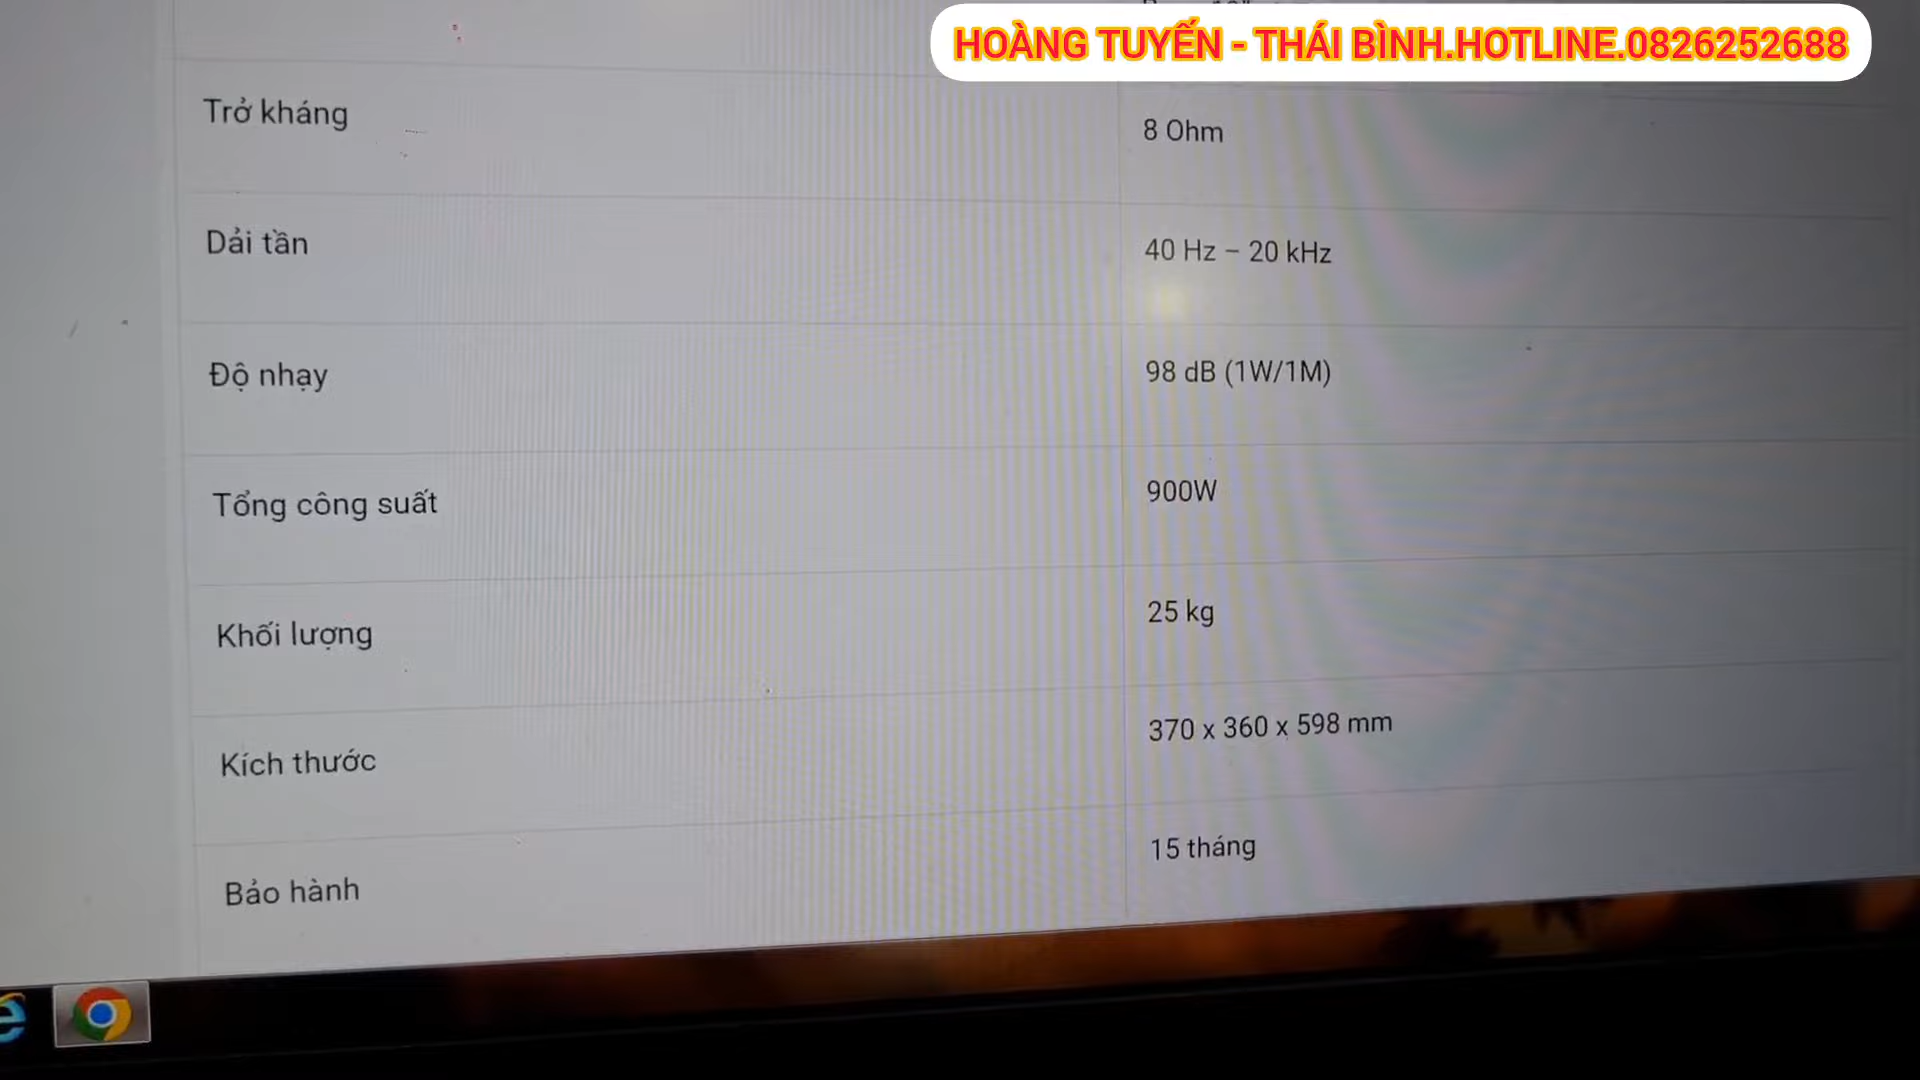 HOÀNG TUYẾN - THÁI BÌNH.HOTLINE.0826252688
Trở kháng
8 Ohm
Dải tần
40 Hz – 20 kHz
Độ nhạy
98 dB (1W/1M)
Tổng công suất
900W
Khối lượng
25 kg
Kích thước
370 x 360 x 598 mm
Bảo hành
15 tháng